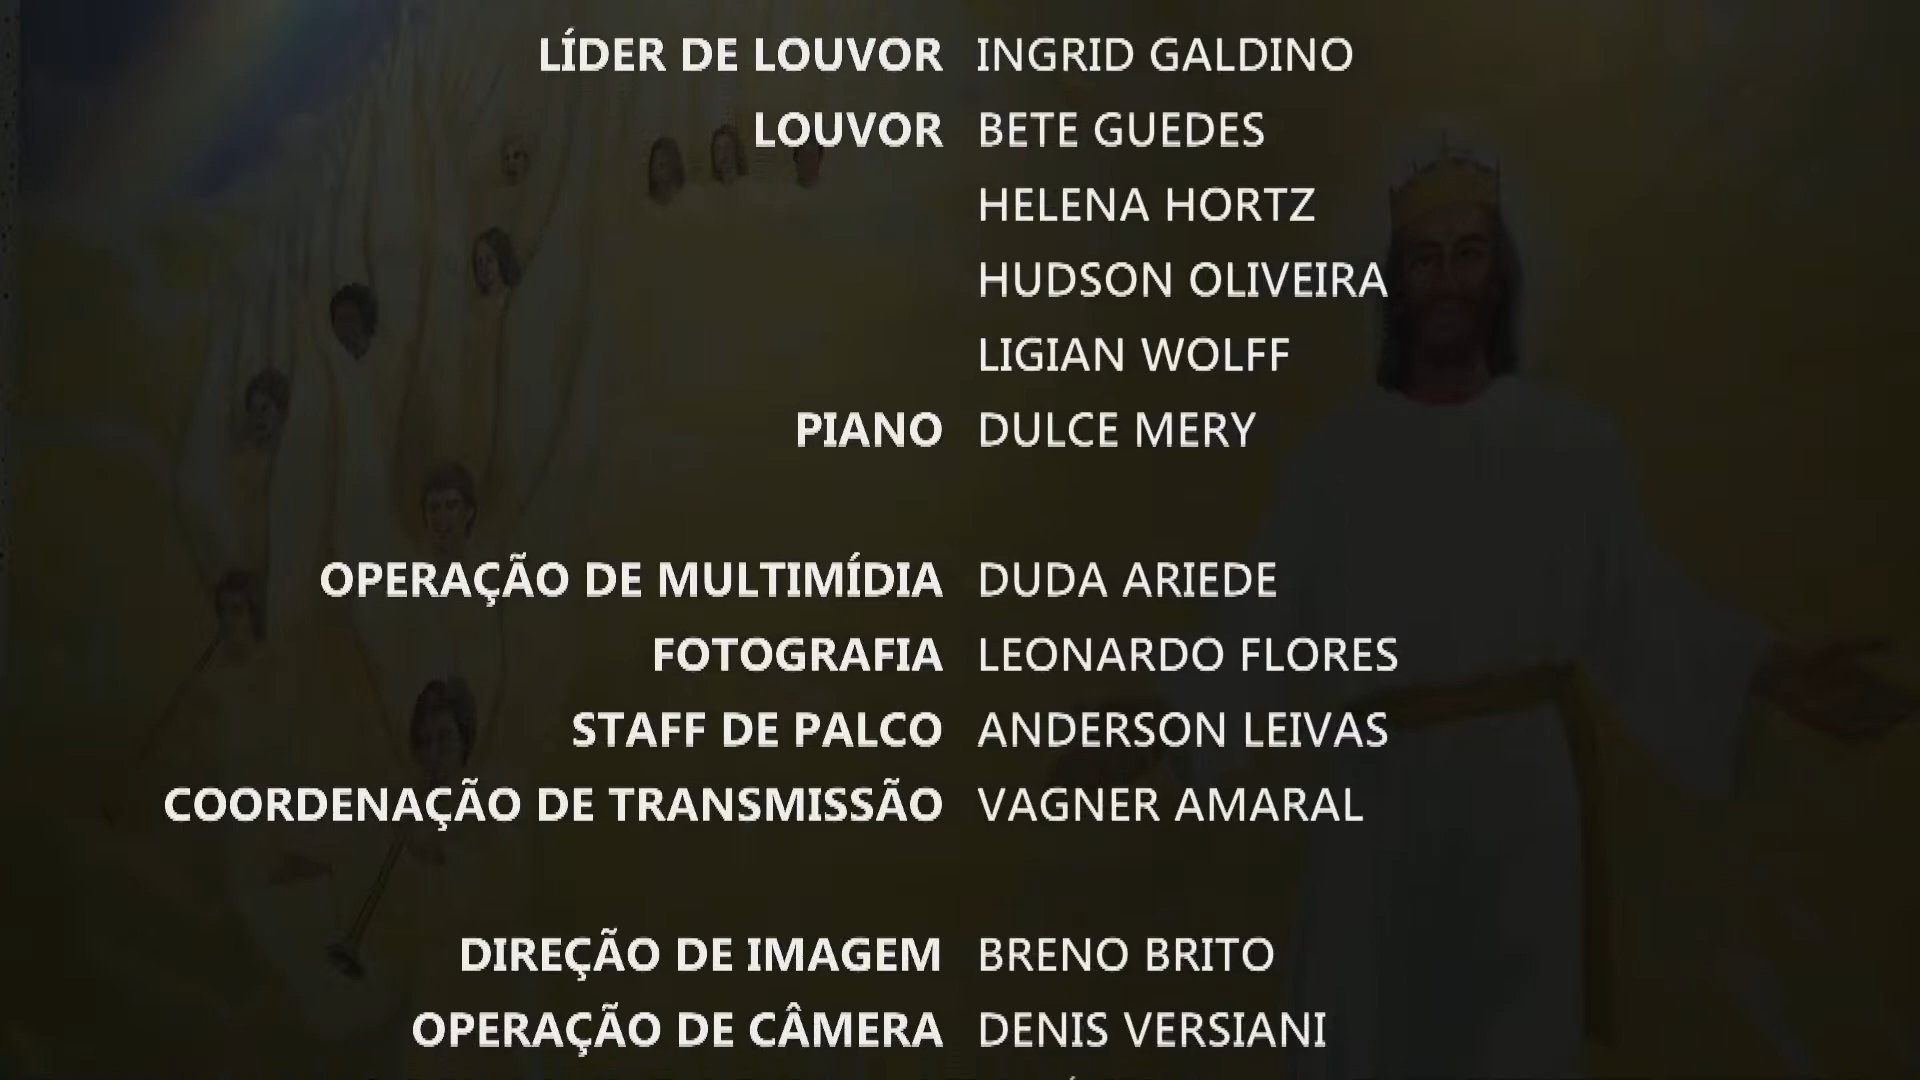 LÍDER DE LOUVOR INGRID GALDINO
LOUVOR BETE GUEDES
HELENA HORTZ
HUDSON OLIVEIRA
LIGIAN WOLFF
PIANO DULCE MERY
OPERAÇÃO DE MULTIMÍDIA DUDA ARIEDE
FOTOGRAFIA LEONARDO FLORES
STAFF DE PALCO ANDERSON LEIVAS
COORDENAÇÃO DE TRANSMISSÃO VAGNER AMARAL
DIREÇÃO DE IMAGEM BRENO BRITO
OPERAÇÃO DE CÂMERA DENIS VERSIANI